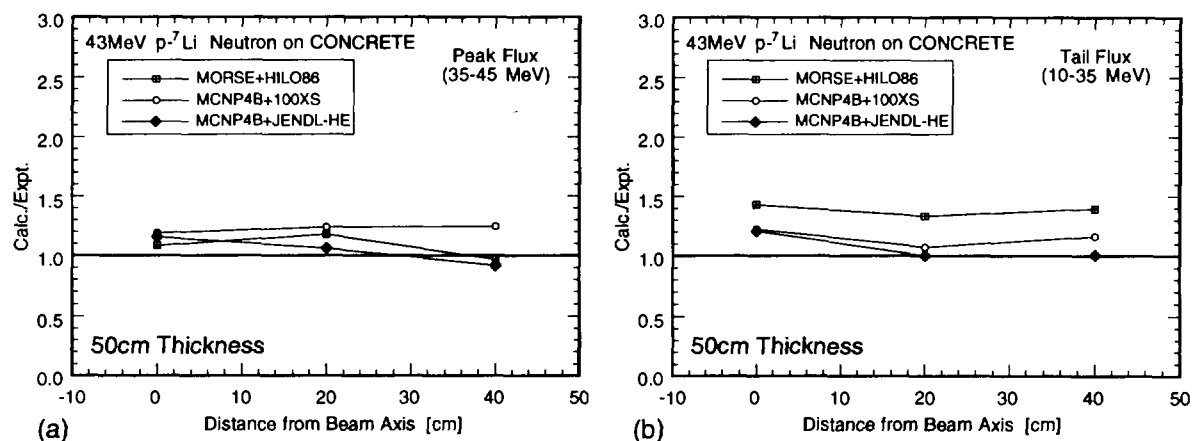 43MeV p-7Li Neutron on CONCRETE
Peak Flux
(35-45 MeV)
MORSE+HILO86
MCNP4B+100XS
MCNP4B+JENDL-HE
3.0
2.5
2.0
1.5
1.0
0.5
0.0
Calc./Expt.
50cm Thickness
-10 0 10 20 30 40 50
Distance from Beam Axis [cm]
(a)
43MeV p-7Li Neutron on CONCRETE
Tail Flux
(10-35 MeV)
MORSE+HILO86
MCNP4B+100XS
MCNP4B+JENDL-HE
3.0
2.5
2.0
1.5
1.0
0.5
0.0
Calc./Expt.
50cm Thickness
-10 0 10 20 30 40 50
Distance from Beam Axis [cm]
(b)